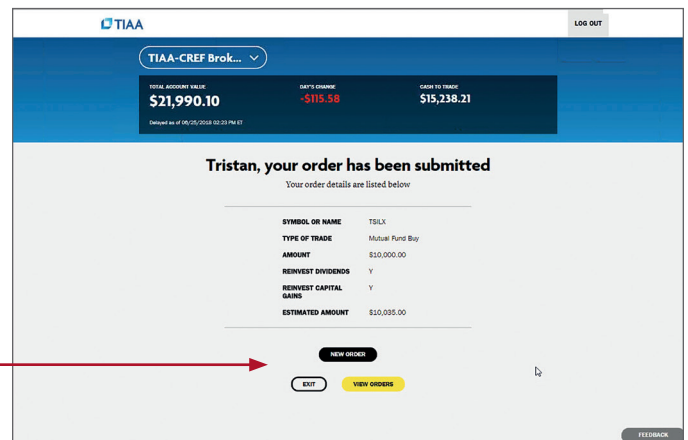 TIAA
LOG OUT
TIAA-CREF Brok...
TOTAL ACCOUNT VALUE DAY'S CHANGE CASH TO TRADE
$21,990.10 -$115.58 $15,238.21
Delayed as of 06/25/2018 02:23 PM ET
Tristan, your order has been submitted
Your order details are listed below
SYMBOL OR NAME TSILX
TYPE OF TRADE Mutual Fund Buy
AMOUNT $10,000.00
REINVEST DIVIDENDS Y
REINVEST CAPITAL Y
GAINS
ESTIMATED AMOUNT $10,035.00
NEW ORDER
EXIT VIEW ORDERS
FEEDBACK